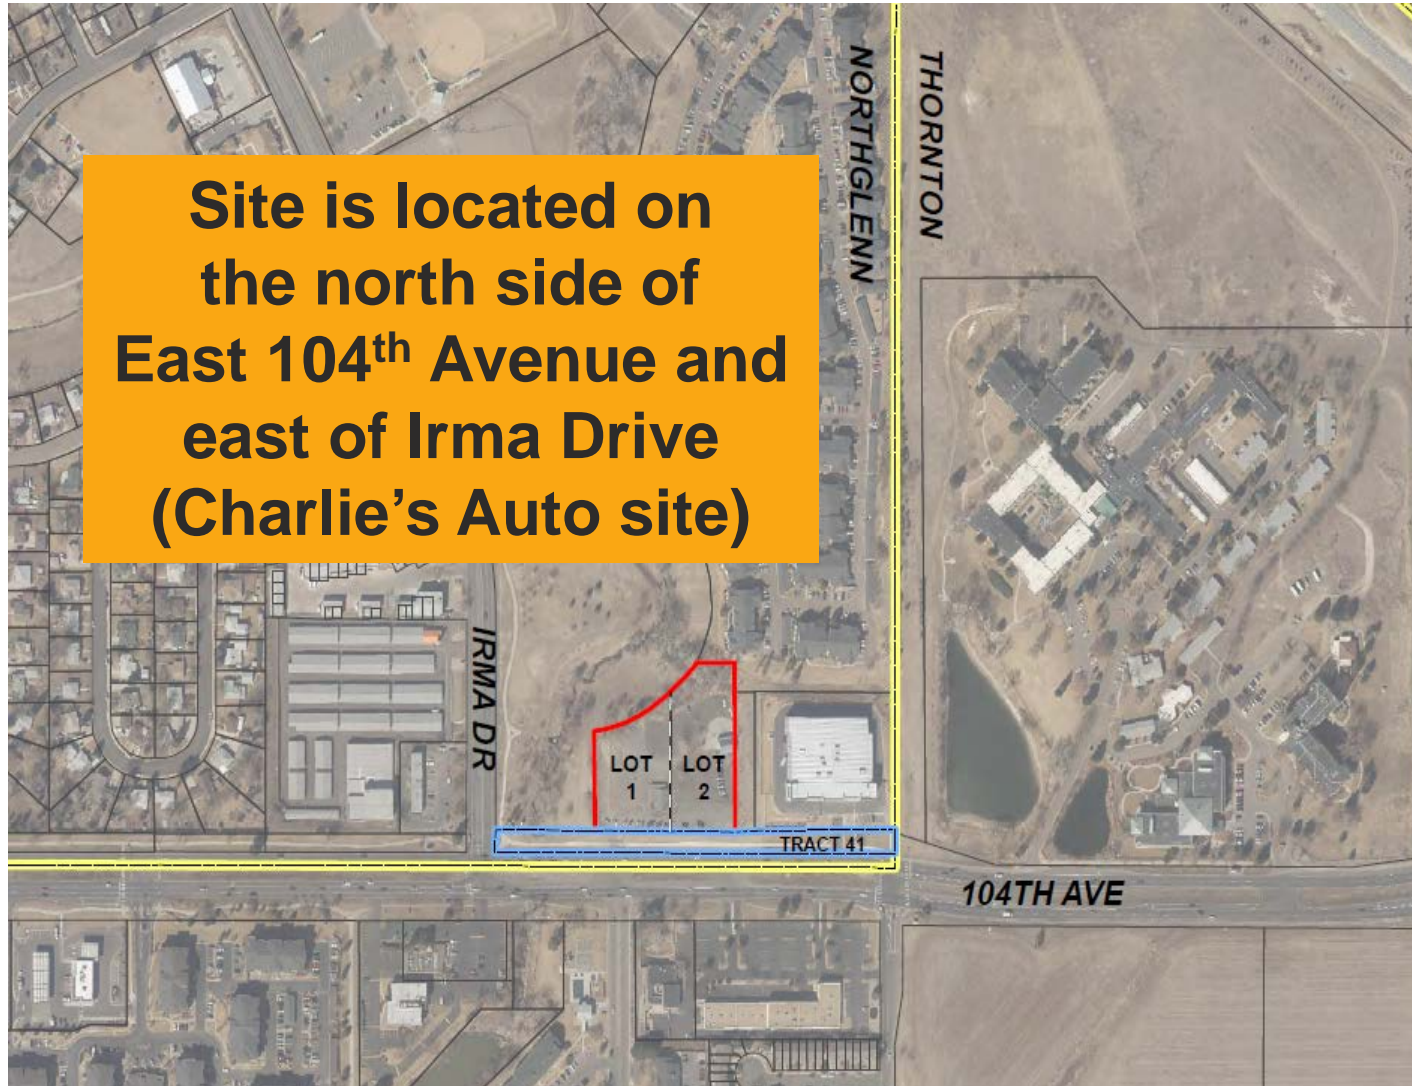 NORTHGLENN
THORNTON
Site is located on
the north side of
East 104th Avenue and
east of Irma Drive
(Charlie’s Auto site)
IRMA DR
LOT
1
LOT
2
TRACT 41
104TH AVE